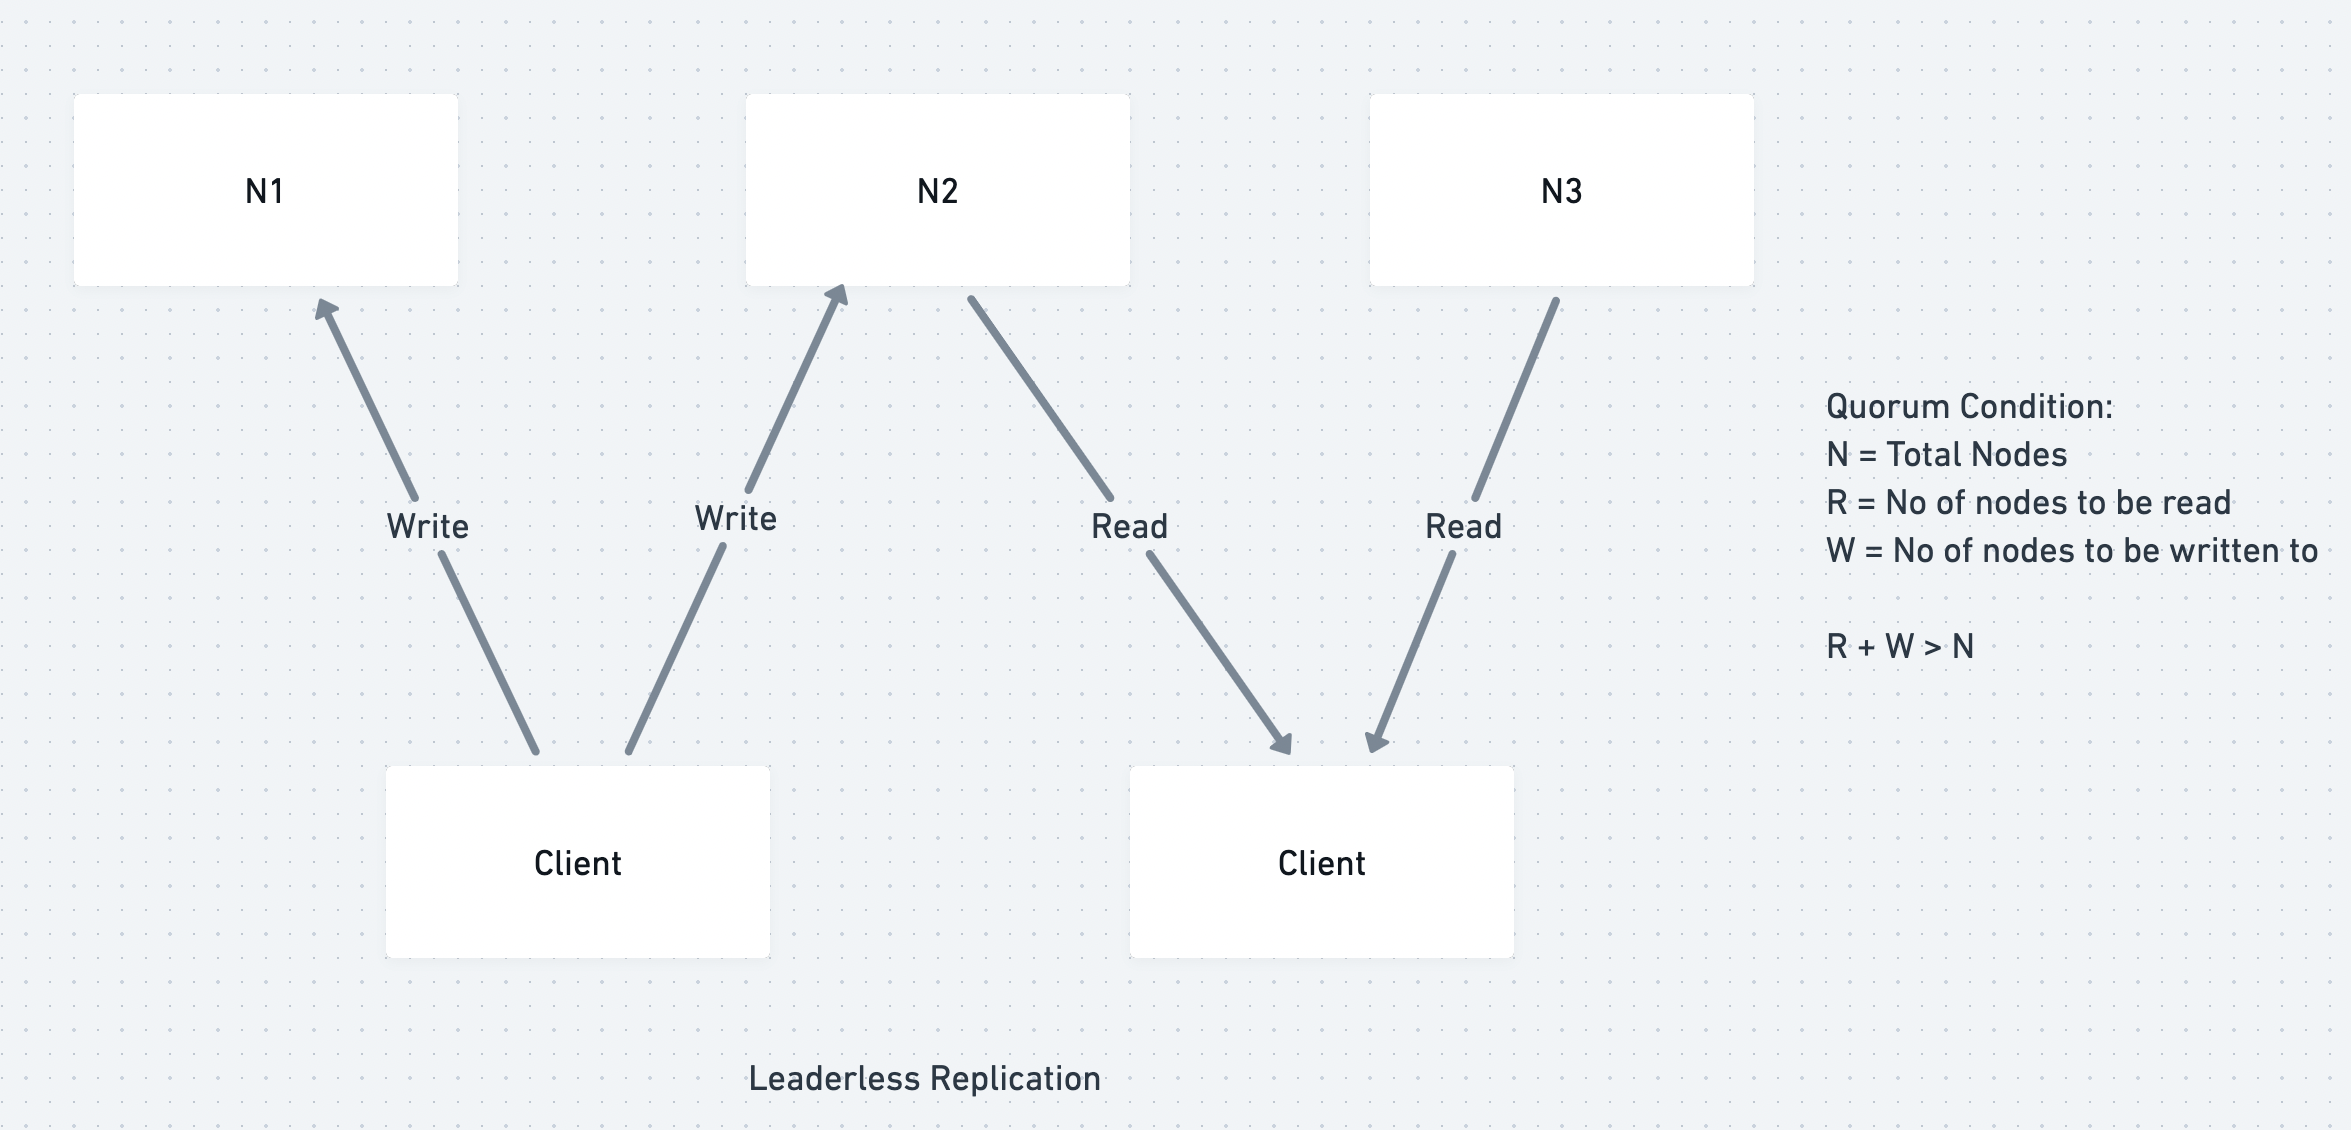 N1
N2
N3
Write
Write
Read
Read
Quorum Condition:
N = Total Nodes
R = No of nodes to be read
W = No of nodes to be written to
R + W > N
Client
Client
Leaderless Replication